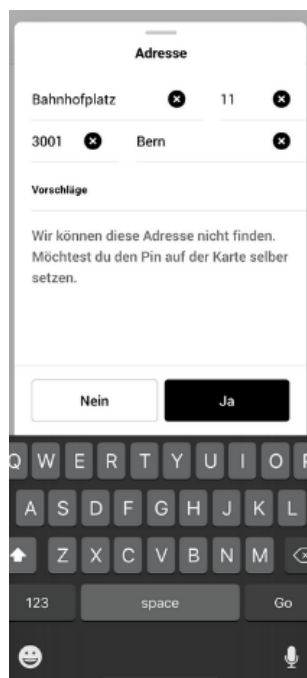 Adresse
Bahnhofplatz 11
3001 Bern
Vorschläge
Wir können diese Adresse nicht finden.
Möchtest du den Pin auf der Karte selber
setzen.
Nein Ja
Q W E R T Y U I O P
A S D F G H J K L
Z X C V B N M
123 space Go